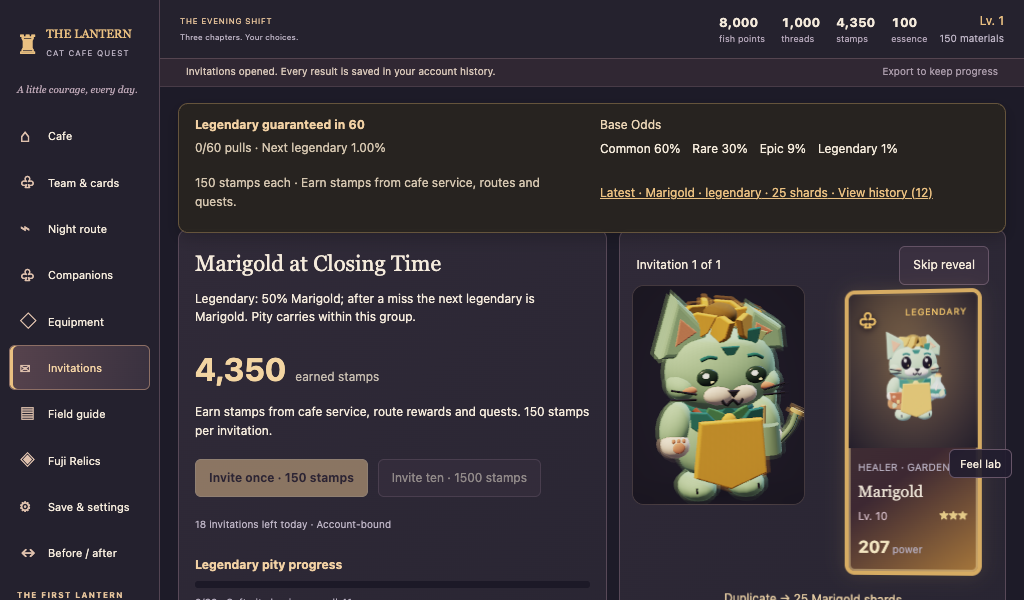 THE LANTERN
CAT CAFE QUEST
A little courage, every day.
Cafe
Team & cards
Night route
Companions
Equipment
Invitations
Field guide
Fuji Relics
Save & settings
Before / after
THE FIRST LANTERN
THE EVENING SHIFT
Three chapters. Your choices.
8,000
fish points
1,000
threads
4,350
stamps
100
essence
Lv. 1
150 materials
Invitations opened. Every result is saved in your account history.
Export to keep progress
Legendary guaranteed in 60
0/60 pulls · Next legendary 1.00%
150 stamps each · Earn stamps from cafe service, routes and
quests.
Base Odds
Common 60% Rare 30% Epic 9% Legendary 1%
Latest · Marigold · legendary · 25 shards · View history (12)
Marigold at Closing Time
Legendary: 50% Marigold; after a miss the next legendary is
Marigold. Pity carries within this group.
4,350 earned stamps
Earn stamps from cafe service, route rewards and quests. 150 stamps
per invitation.
Invite once · 150 stamps
Invite ten · 1500 stamps
18 invitations left today · Account-bound
Legendary pity progress
Invitation 1 of 1
Skip reveal
LEGENDARY
HEALER · GARDEN
Feel lab
Marigold
Lv. 10
207 power
Duplicate → 25 Marigold shards